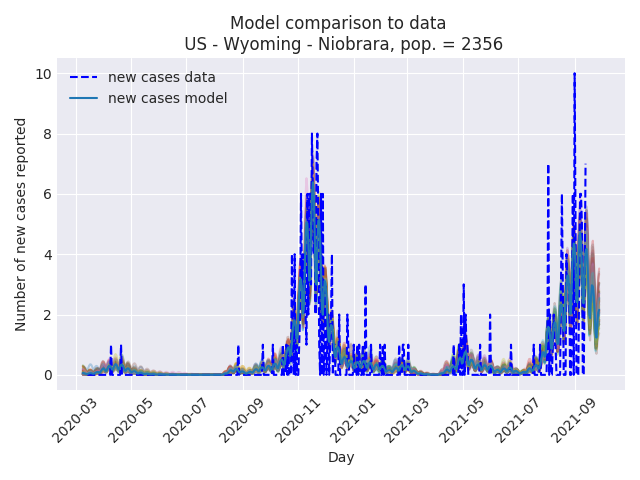 Model comparison to data
US - Wyoming - Niobrara, pop. = 2356
new cases data
new cases model
Number of new cases reported
10
8
6
4
2
0
2020-03
2020-05
2020-07
2020-09
2020-11
2021-01
2021-03
2021-05
2021-07
2021-09
Day